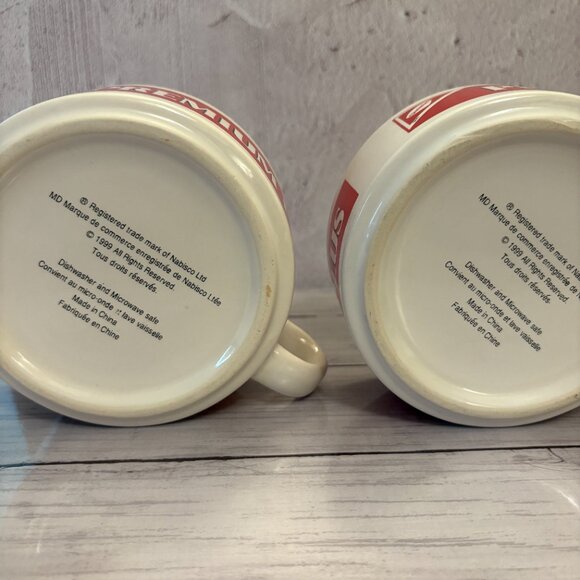 PREMIUM
® Registered trade mark of Nabisco Ltd
MD Marque de commerce enregistrée de Nabisco Ltée
© 1999 All Rights Reserved.
Tous droits réservés.
Dishwasher and Microwave safe
Convient au micro-onde et lave vaisselle
Made in China
Fabriquée en Chine
® Registered trade mark of Nabisco
MD Marque de commerce enregistrée de
© 1999 All Rights Reserved.
Tous droits réservés.
Dishwasher and Microwave safe
Convient au micro-onde et lave vaisselle
Made in China
Fabriquée en Chine